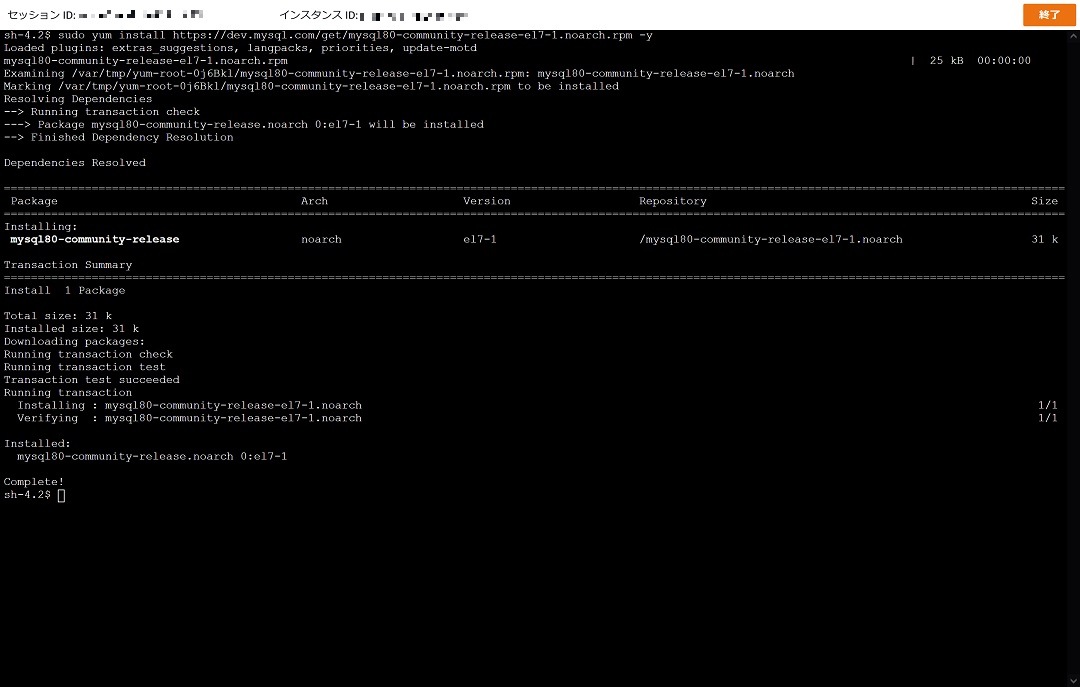 セッション ID:
インスタンス ID:
終了
sh-4.2$ sudo yum install https://dev.mysql.com/get/mysql80-community-release-el7-1.noarch.rpm -y
Loaded plugins: extras_suggestions, langpacks, priorities, update-motd
mysql80-community-release-el7-1.noarch.rpm | 25 kB 00:00:00
Examining /var/tmp/yum-root-0j6Bkl/mysql80-community-release-el7-1.noarch.rpm: mysql80-community-release-el7-1.noarch
Marking /var/tmp/yum-root-0j6Bkl/mysql80-community-release-el7-1.noarch.rpm to be installed
Resolving Dependencies
--> Running transaction check
---> Package mysql80-community-release.noarch 0:el7-1 will be installed
--> Finished Dependency Resolution
Dependencies Resolved
Package Arch Version Repository Size
Installing:
mysql80-community-release noarch el7-1 /mysql80-community-release-el7-1.noarch 31 k
Transaction Summary
Install 1 Package
Total size: 31 k
Installed size: 31 k
Downloading packages:
Running transaction check
Running transaction test
Transaction test succeeded
Running transaction
Installing : mysql80-community-release-el7-1.noarch 1/1
Verifying : mysql80-community-release-el7-1.noarch 1/1
Installed:
mysql80-community-release.noarch 0:el7-1
Complete!
sh-4.2$